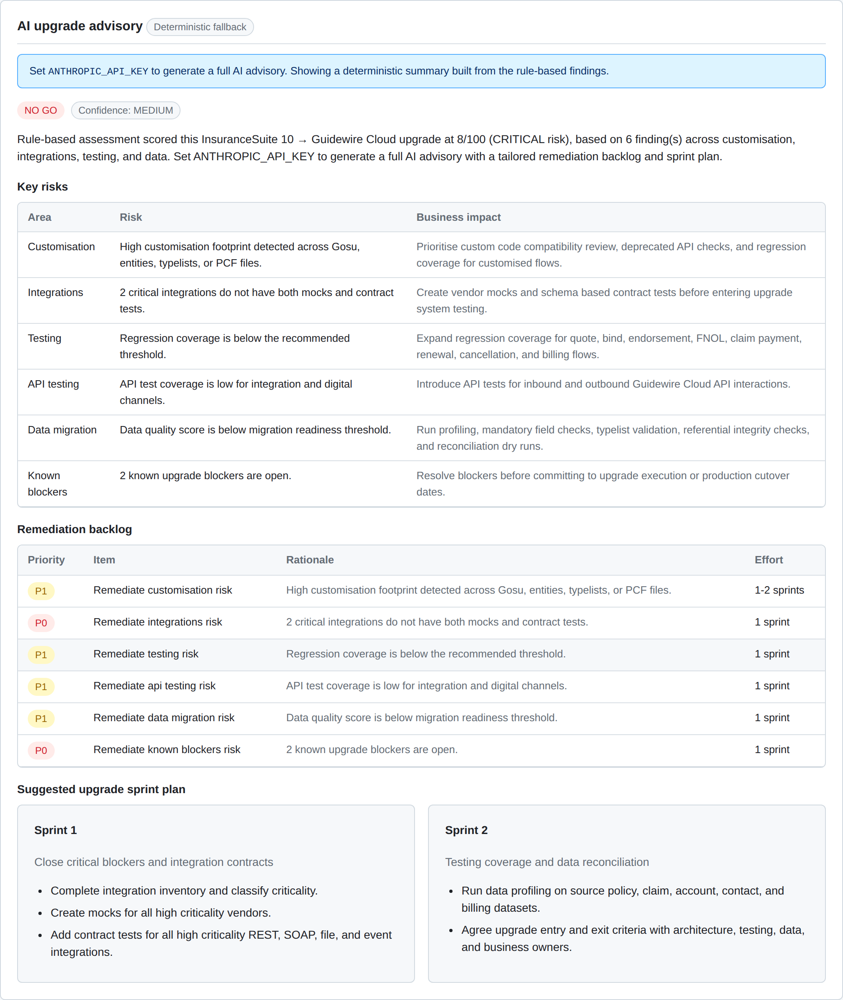 AI upgrade advisory Deterministic fallback
Set ANTHROPIC_API_KEY to generate a full AI advisory. Showing a deterministic summary built from the rule-based findings.
NO GO Confidence: MEDIUM
Rule-based assessment scored this InsuranceSuite 10 → Guidewire Cloud upgrade at 8/100 (CRITICAL risk), based on 6 finding(s) across customisation,
integrations, testing, and data. Set ANTHROPIC_API_KEY to generate a full AI advisory with a tailored remediation backlog and sprint plan.
Key risks
Area Risk Business impact
Customisation High customisation footprint detected across Gosu, Prioritise custom code compatibility review, deprecated API checks, and regression
entities, typelists, or PCF files. coverage for customised flows.
Integrations 2 critical integrations do not have both mocks and contract Create vendor mocks and schema based contract tests before entering upgrade
tests. system testing.
Testing Regression coverage is below the recommended Expand regression coverage for quote, bind, endorsement, FNOL, claim payment,
threshold. renewal, cancellation, and billing flows.
API testing API test coverage is low for integration and digital Introduce API tests for inbound and outbound Guidewire Cloud API interactions.
channels.
Data migration Data quality score is below migration readiness threshold. Run profiling, mandatory field checks, typelist validation, referential integrity checks,
and reconciliation dry runs.
Known 2 known upgrade blockers are open. Resolve blockers before committing to upgrade execution or production cutover
blockers dates.
Remediation backlog
Priority Item Rationale Effort
P1 Remediate customisation risk High customisation footprint detected across Gosu, entities, typelists, or PCF files. 1-2 sprints
P0 Remediate integrations risk 2 critical integrations do not have both mocks and contract tests. 1 sprint
P1 Remediate testing risk Regression coverage is below the recommended threshold. 1 sprint
P1 Remediate api testing risk API test coverage is low for integration and digital channels. 1 sprint
P1 Remediate data migration risk Data quality score is below migration readiness threshold. 1 sprint
P0 Remediate known blockers risk 2 known upgrade blockers are open. 1 sprint
Suggested upgrade sprint plan
Sprint 1
Close critical blockers and integration contracts
• Complete integration inventory and classify criticality.
• Create mocks for all high criticality vendors.
• Add contract tests for all high criticality REST, SOAP, file, and event
integrations.
Sprint 2
Testing coverage and data reconciliation
• Run data profiling on source policy, claim, account, contact, and
billing datasets.
• Agree upgrade entry and exit criteria with architecture, testing, data,
and business owners.